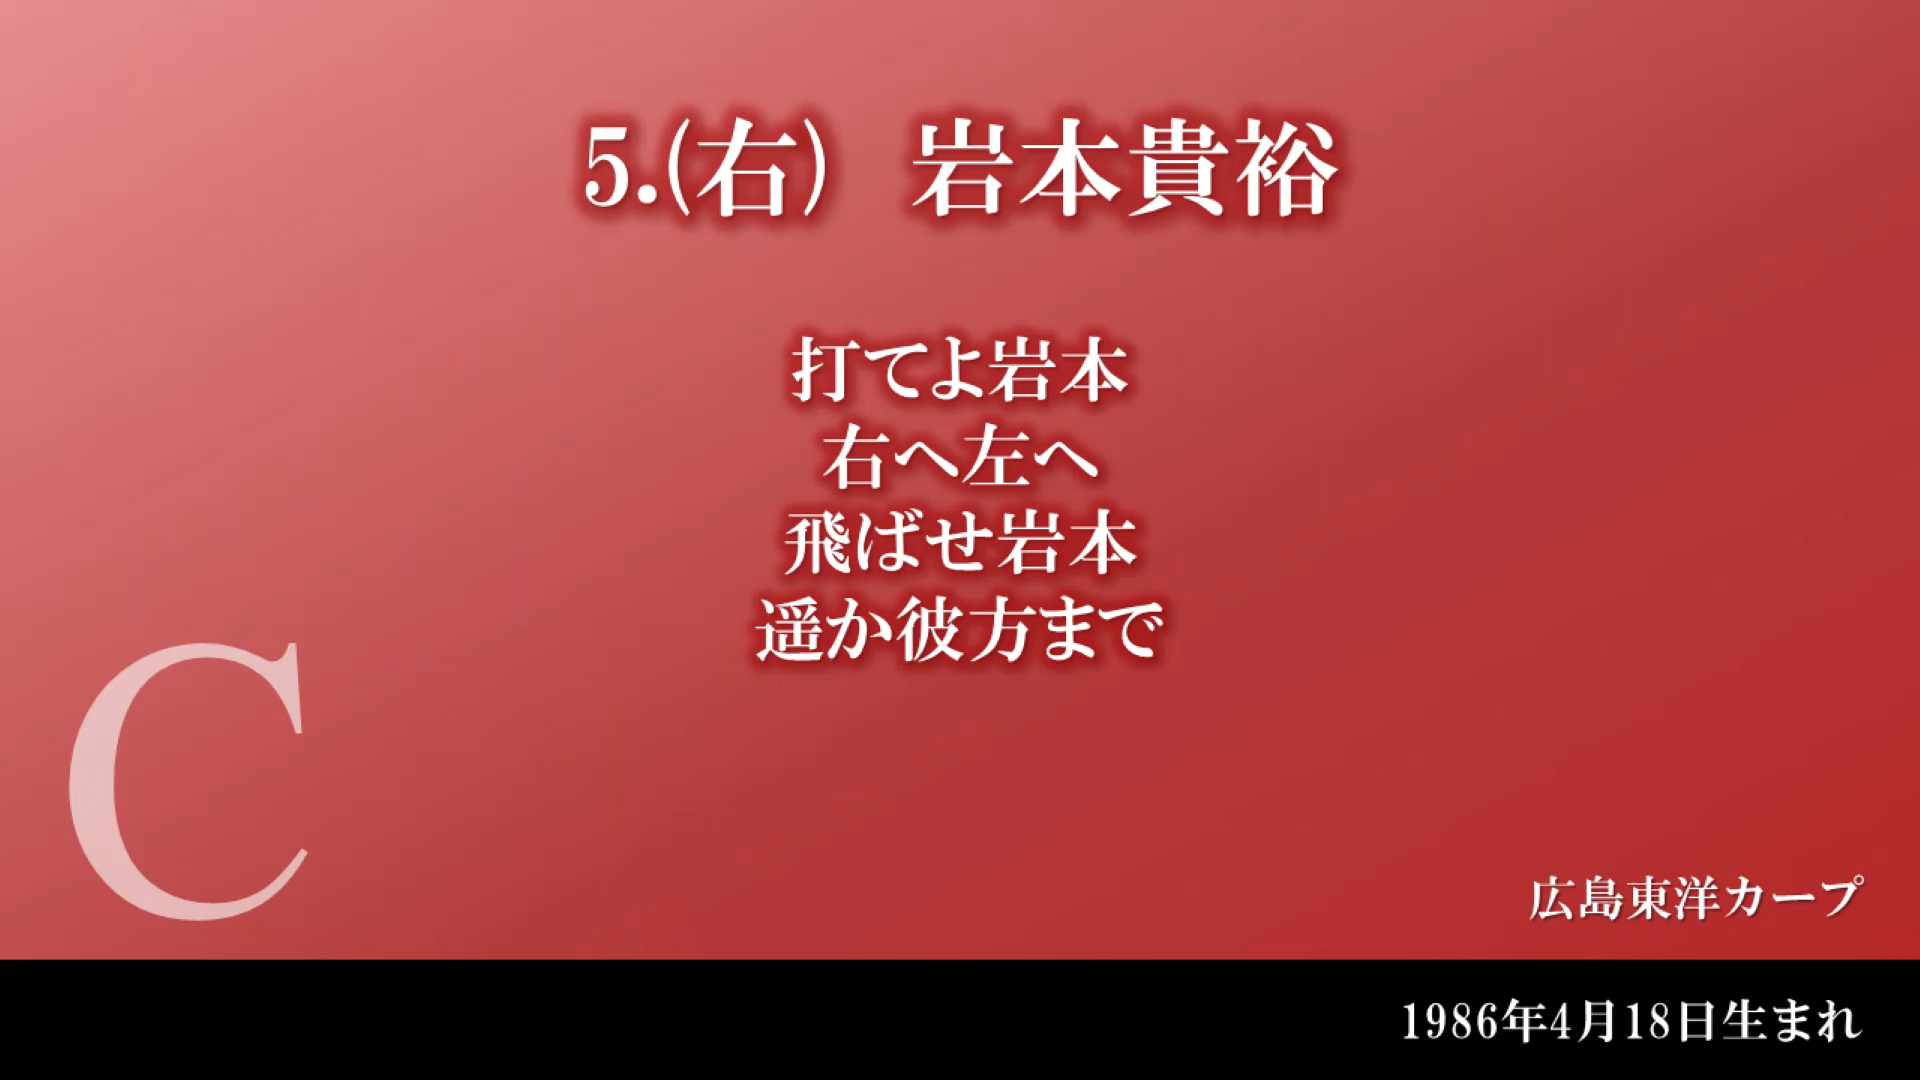 5.(右) 岩本貴裕
打てよ岩本
右へ左へ
飛ばせ岩本
遥か彼方まで
C
広島東洋カープ
1986年4月18日生まれ